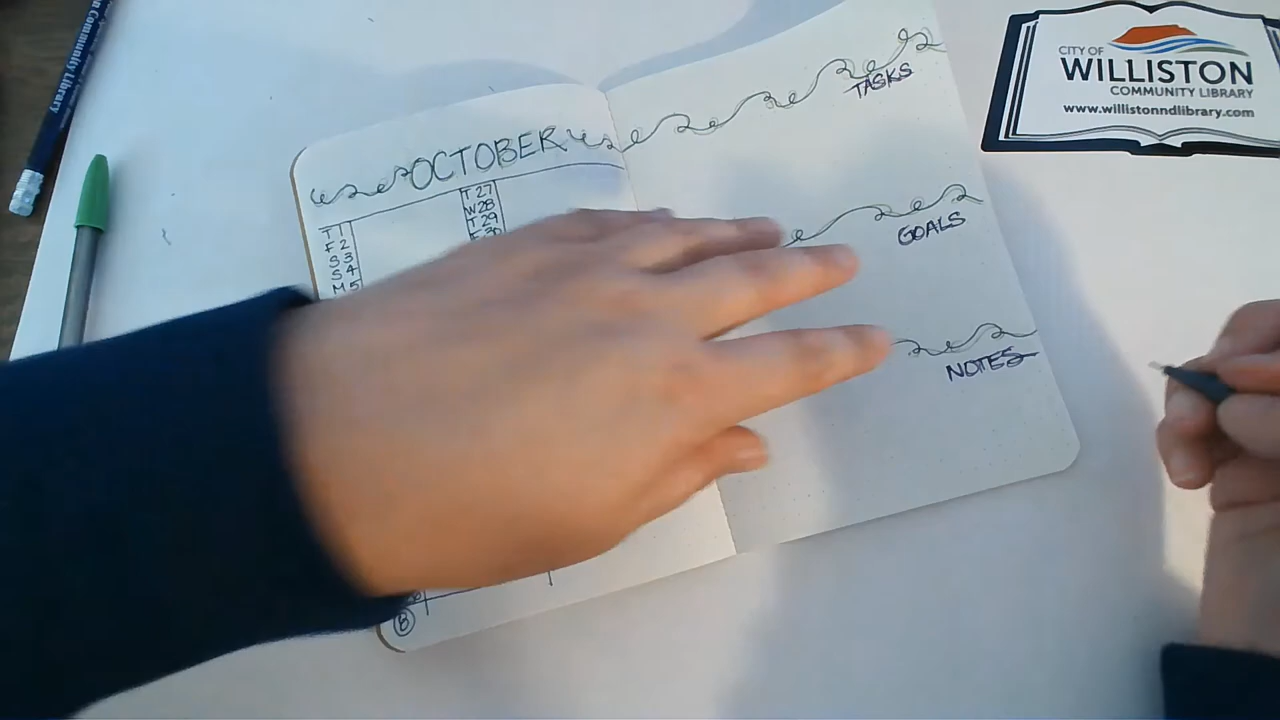 Community Library
OCTOBER
T 1
F 2
S 3
S 4
M 5
T 27
W 28
T 29
B
TASKS
GOALS
NOTES
CITY OF
WILLISTON
COMMUNITY LIBRARY
www.willistonndlibrary.com